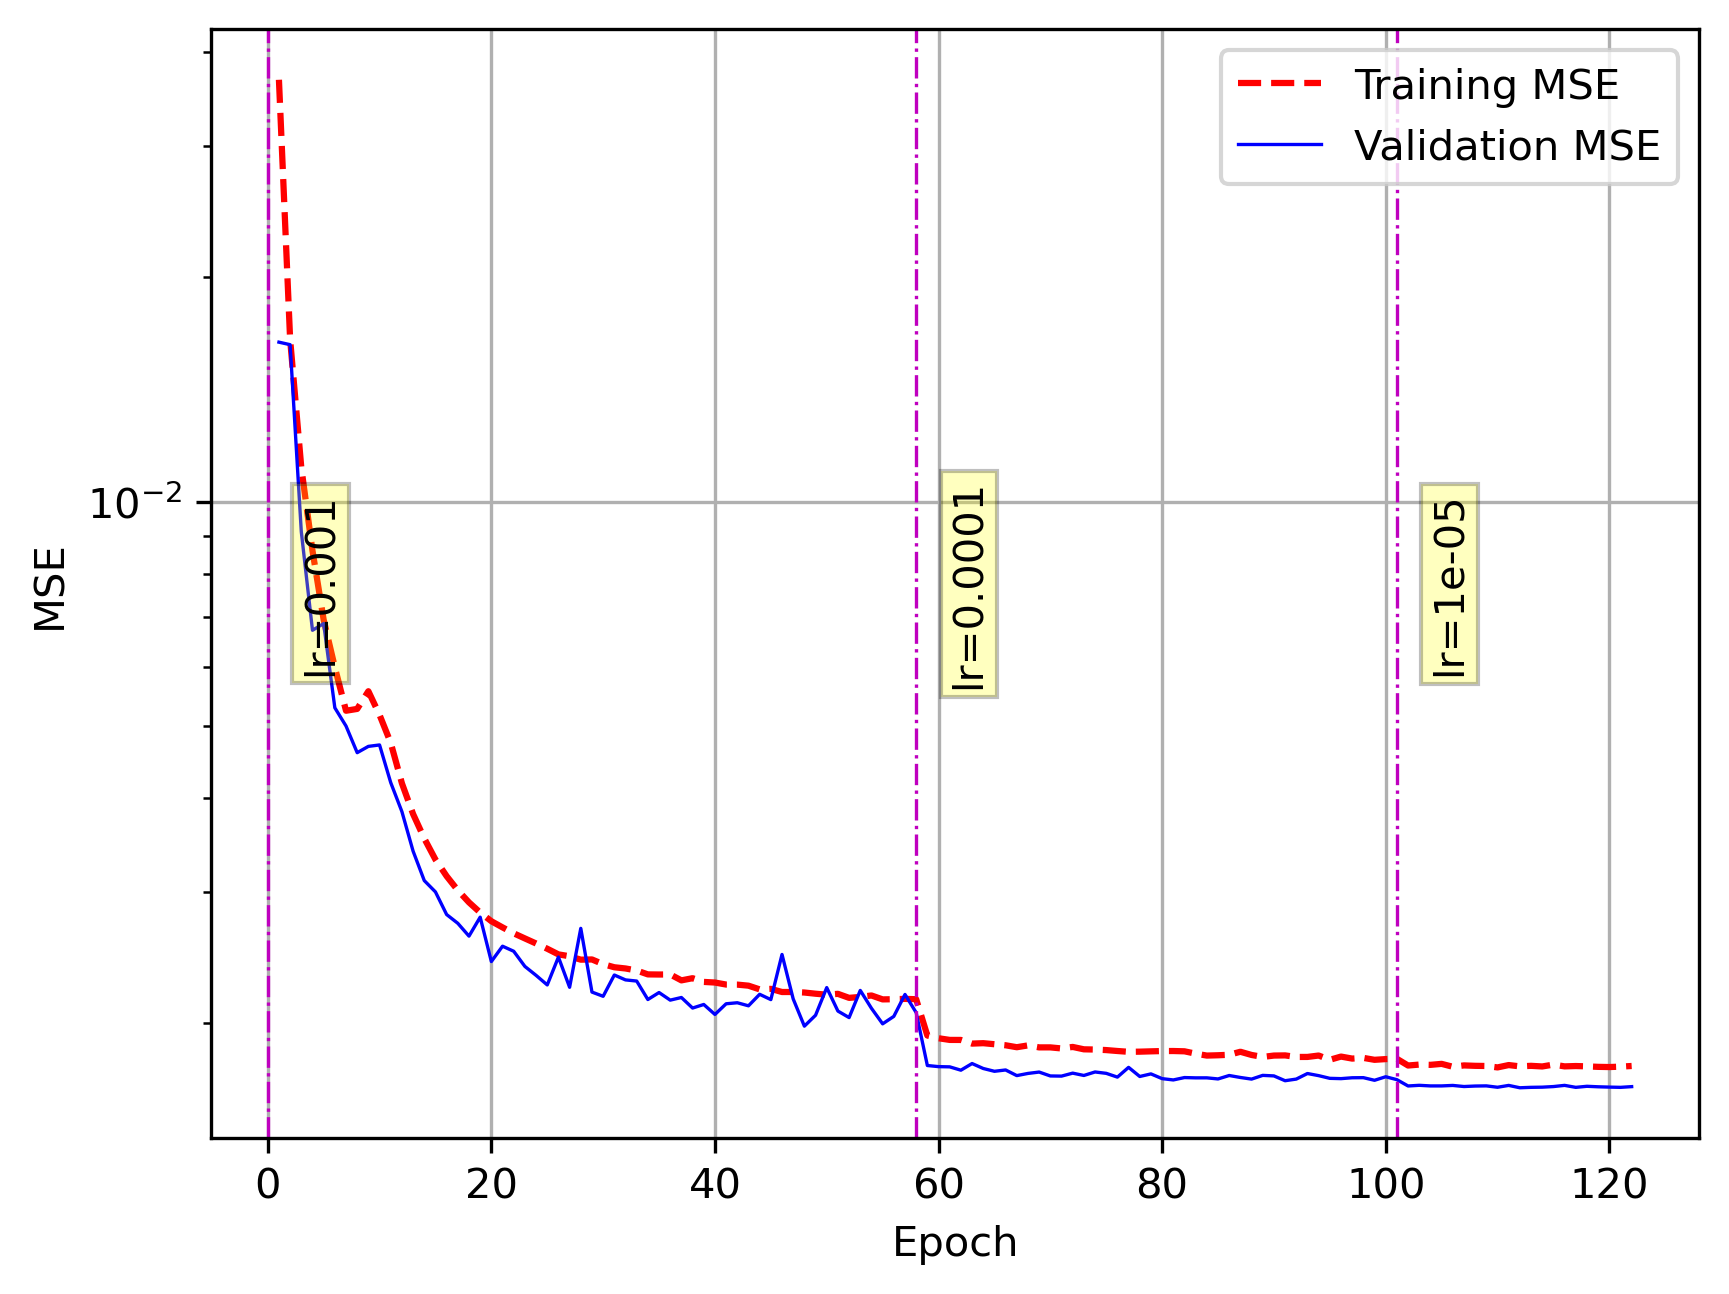 Training MSE
Validation MSE
10⁻²
MSE
lr=0.001
lr=0.0001
lr=1e-05
0 20 40 60 80 100 120
Epoch